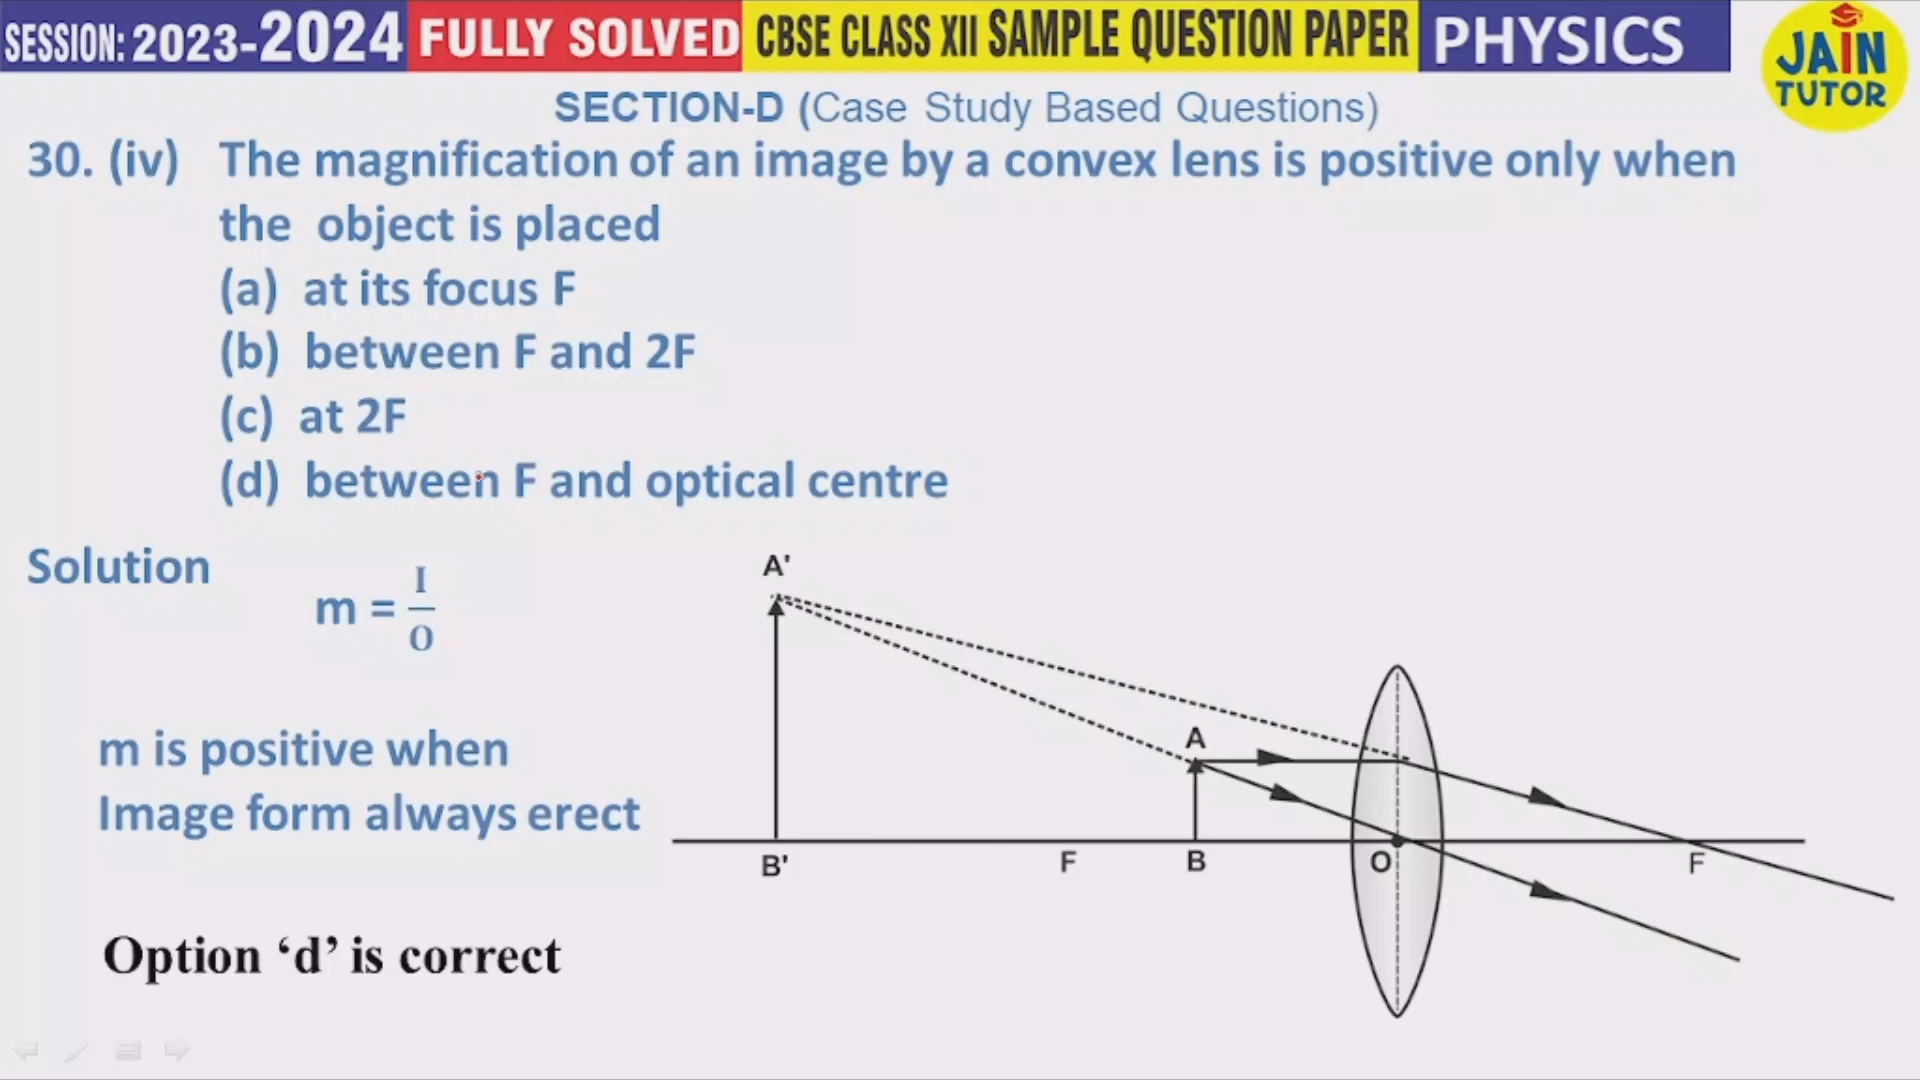 SESSION: 2023-2024 FULLY SOLVED CBSE CLASS XII SAMPLE QUESTION PAPER PHYSICS
JAIN
TUTOR
SECTION-D (Case Study Based Questions)
30. (iv) The magnification of an image by a convex lens is positive only when
the object is placed
(a) at its focus F
(b) between F and 2F
(c) at 2F
(d) between F and optical centre
Solution
m = I/O
m is positive when
Image form always erect
Option ‘d’ is correct
A'
A
B' F B O F